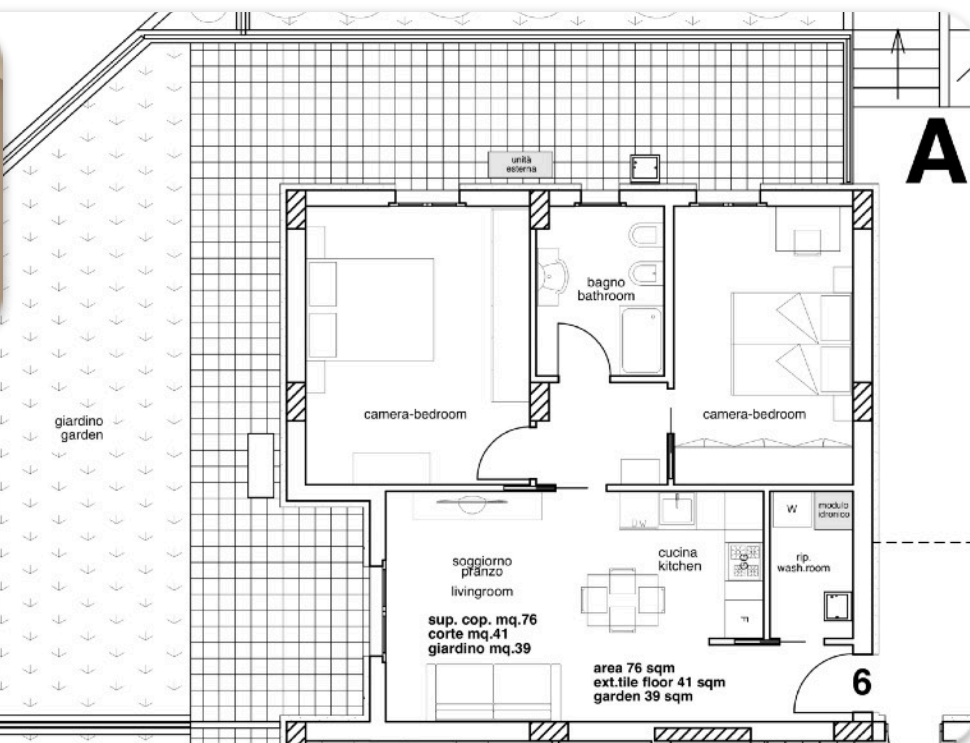 A
unità
esterna
bagno
bathroom
camera-bedroom
camera-bedroom
giardino
garden
W
modulo
idronico
DW
cucina
kitchen
rip.
wash.room
soggiorno
pranzo
livingroom
sup. cop. mq.76
corte mq.41
giardino mq.39
F
area 76 sqm
ext.tile floor 41 sqm
garden 39 sqm
6